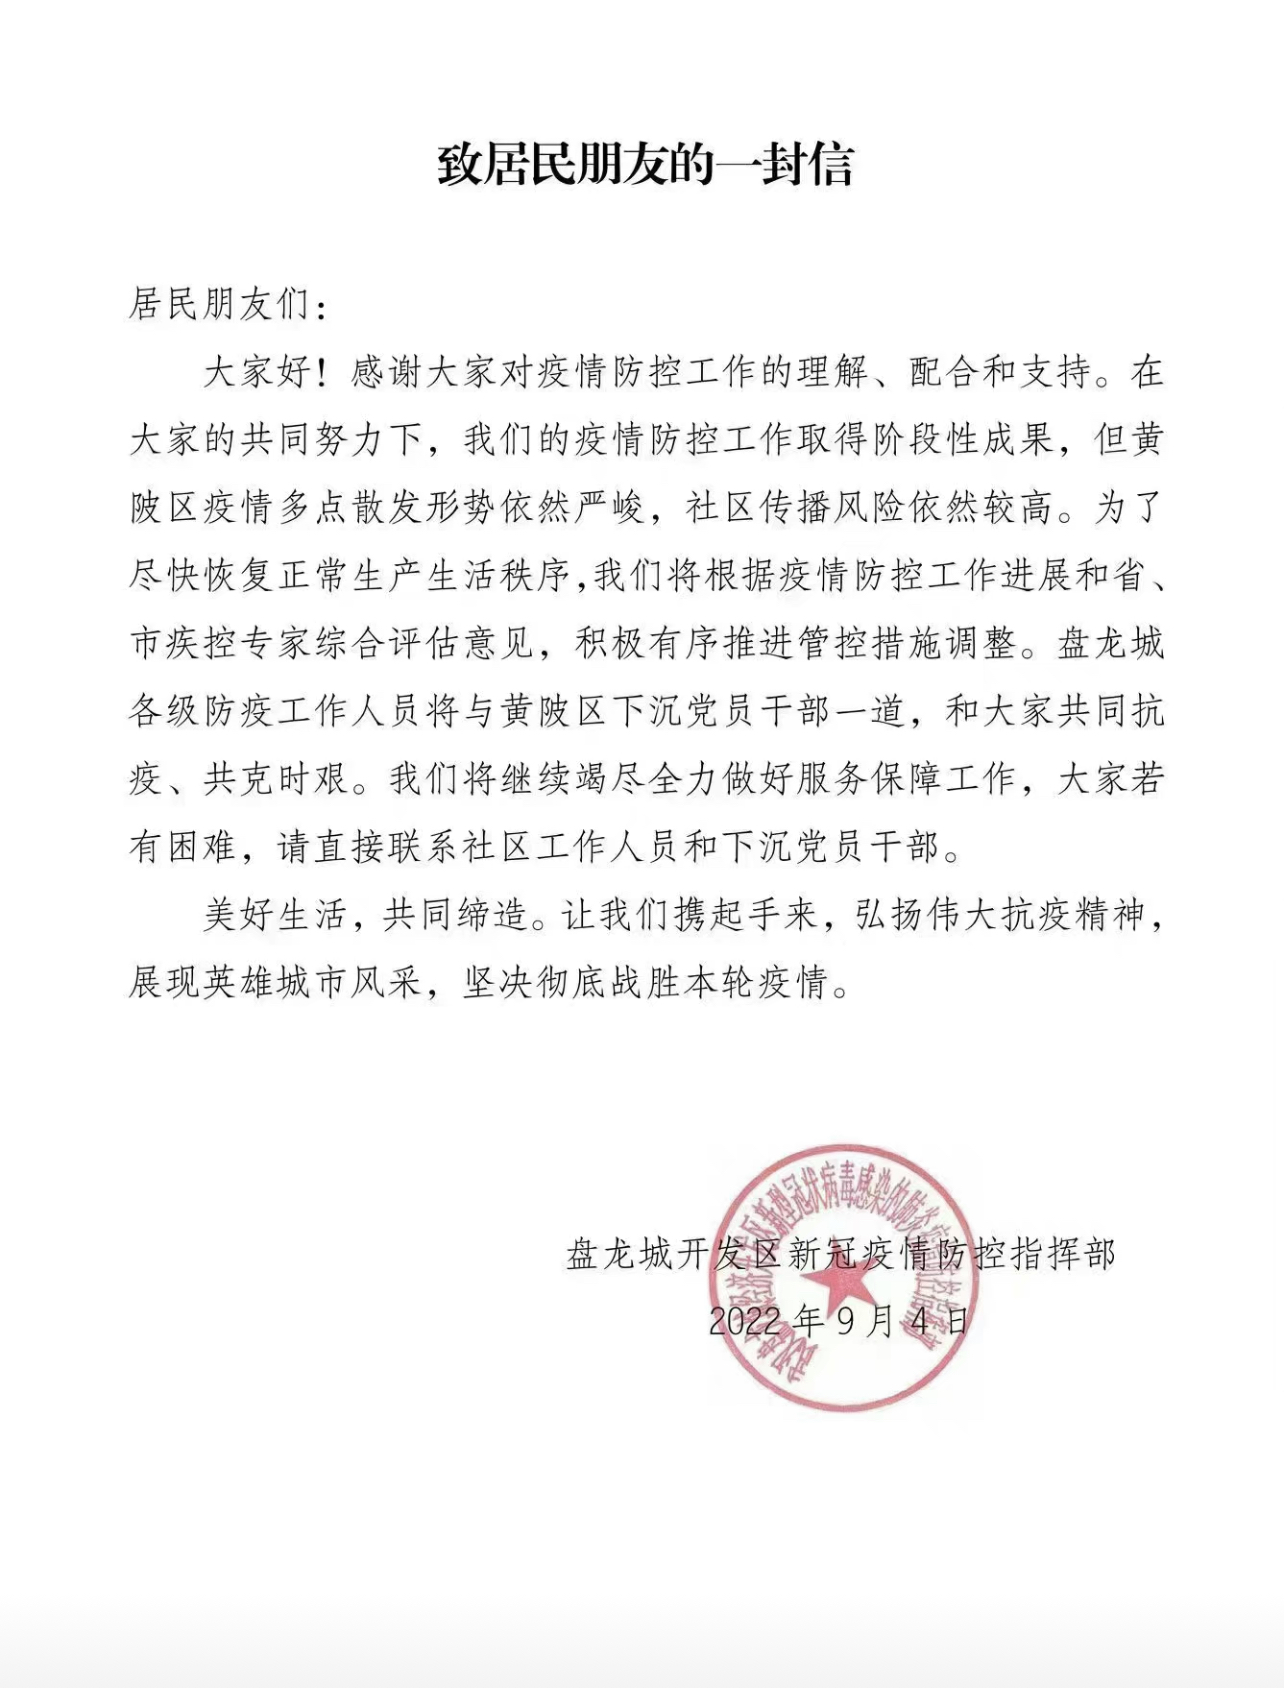 致居民朋友的一封信
居民朋友们：
大家好！感谢大家对疫情防控工作的理解、配合和支持。在
大家的共同努力下，我们的疫情防控工作取得阶段性成果，但黄
陂区疫情多点散发形势依然严峻，社区传播风险依然较高。为了
尽快恢复正常生产生活秩序,我们将根据疫情防控工作进展和省、
市疾控专家综合评估意见，积极有序推进管控措施调整。盘龙城
各级防疫工作人员将与黄陂区下沉党员干部一道，和大家共同抗
疫、共克时艰。我们将继续竭尽全力做好服务保障工作，大家若
有困难，请直接联系社区工作人员和下沉党员干部。
美好生活，共同缔造。让我们携起手来，弘扬伟大抗疫精神，
展现英雄城市风采，坚决彻底战胜本轮疫情。
盘龙城开发区新冠疫情防控指挥部
2022 年 9 月 4 日
新型冠状病毒感染的肺炎